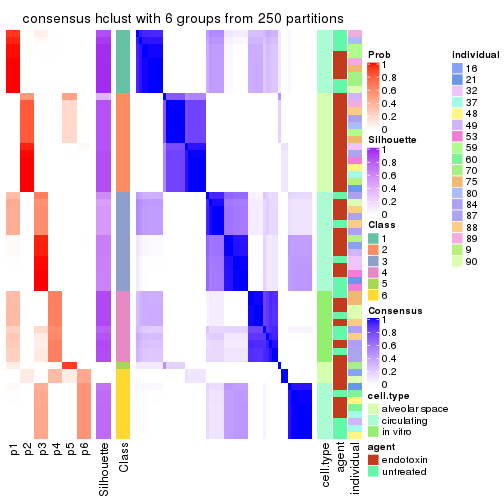 consensus hclust with 6 groups from 250 partitions
Prob
1
0.8
0.6
0.4
0.2
0
Silhouette
1
0.8
0.6
0.4
0.2
0
Class
1
2
3
4
5
6
Consensus
1
0.8
0.6
0.4
0.2
0
cell.type
alveolar space
circulating
in vitro
agent
endotoxin
untreated
individual
16
21
32
37
48
49
53
59
60
70
75
80
84
87
88
89
9
90
p1
p2
p3
p4
p5
p6
Silhouette
Class
cell.type
agent
individual